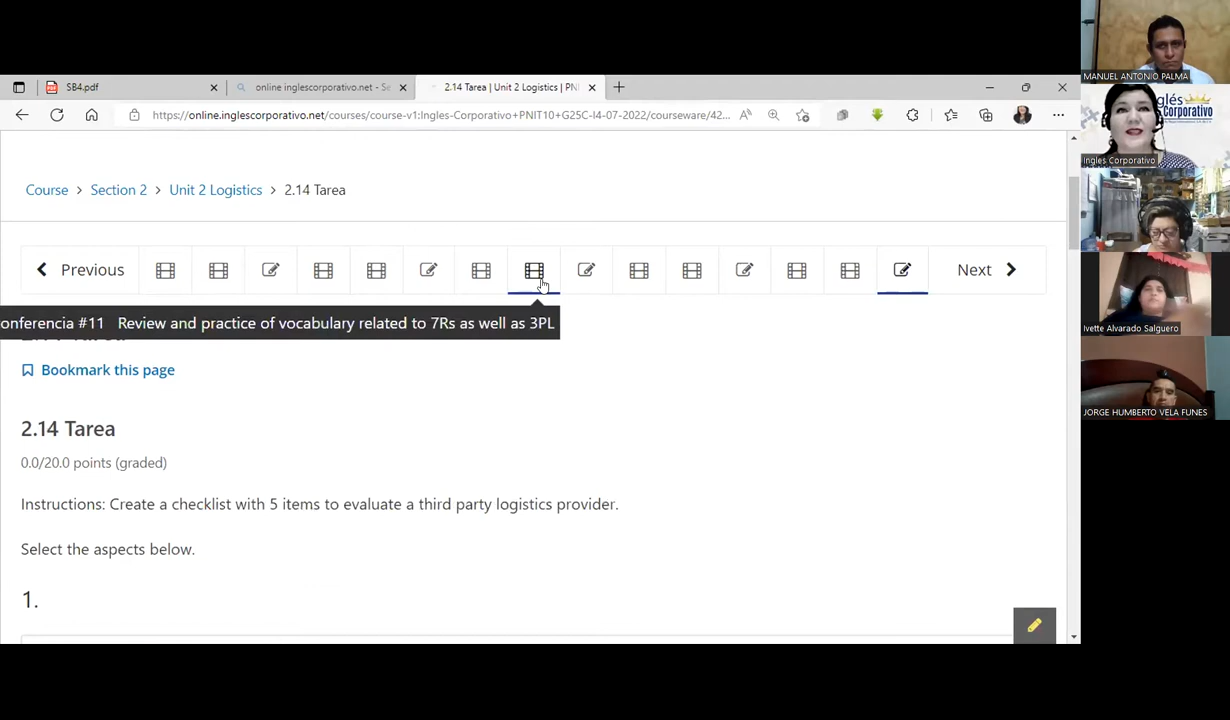 SB4.pdf
online inglescorporativo.net - Se
2.14 Tarea | Unit 2 Logistics | PNI
https://online.inglescorporativo.net/courses/course-v1:Ingles-Corporativo+PNIT10+G25C-I4-07-2022/courseware/42...
Course > Section 2 > Unit 2 Logistics > 2.14 Tarea
Previous
Next
onferencia #11 Review and practice of vocabulary related to 7Rs as well as 3PL
Bookmark this page
2.14 Tarea
0.0/20.0 points (graded)
Instructions: Create a checklist with 5 items to evaluate a third party logistics provider.
Select the aspects below.
1.
MANUEL ANTONIO PALMA
glés
Corporativo
Ingles Corporativo
Ivette Alvarado Salguero
JORGE HUMBERTO VELA FUNES